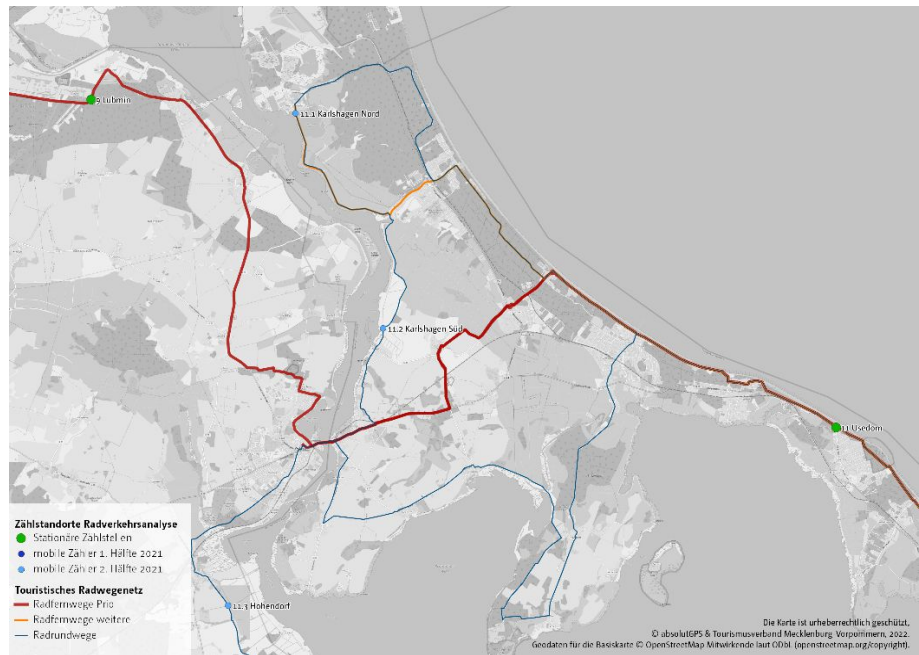 9 Lubmin
11.1 Karlshagen Nord
11.2 Karlshagen Süd
11 Usedom
11.3 Hohendorf
Zählstandorte Radverkehrsanalyse
Stationäre Zählstellen
mobile Zähler 1. Hälfte 2021
mobile Zähler 2. Hälfte 2021
Touristisches Radwegenetz
Radfernwege Prio
Radfernwege weitere
Radrundwege
Die Karte ist urheberrechtlich geschützt,
© absolutGPS & Tourismusverband Mecklenburg Vorpommern, 2022.
Geodaten für die Basiskarte © OpenStreetMap Mitwirkende laut ODbL (openstreetmap.org/copyright).